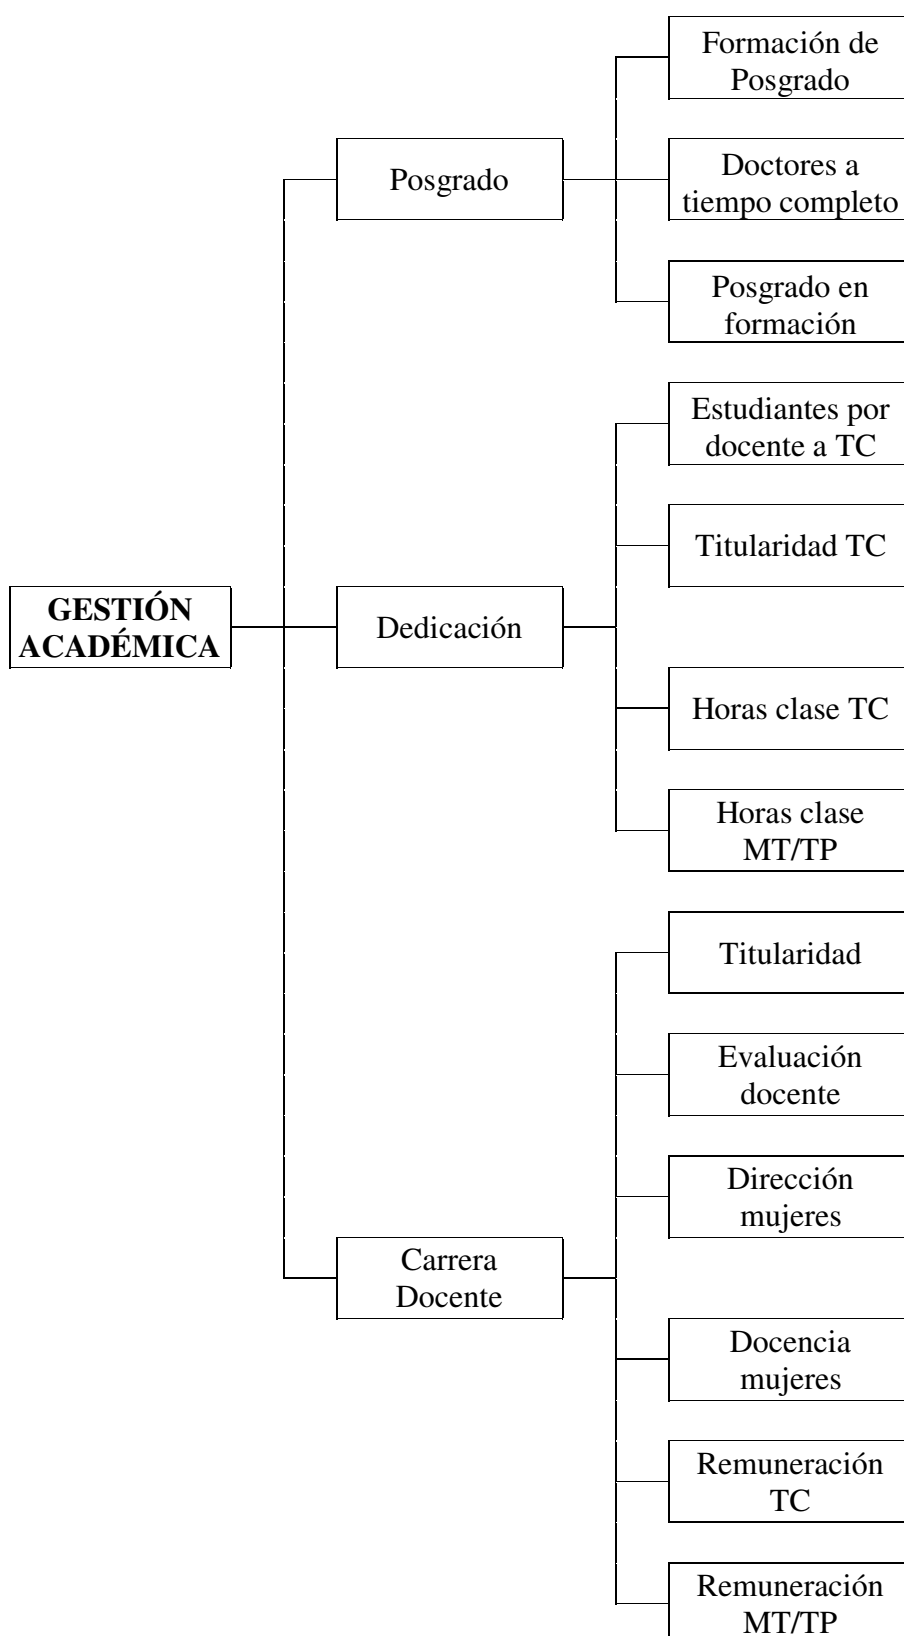 GESTIÓN
ACADÉMICA
Posgrado
Formación de
Posgrado
Doctores a
tiempo completo
Posgrado en
formación
Dedicación
Estudiantes por
docente a TC
Titularidad TC
Horas clase TC
Horas clase
MT/TP
Carrera
Docente
Titularidad
Evaluación
docente
Dirección
mujeres
Docencia
mujeres
Remuneración
TC
Remuneración
MT/TP